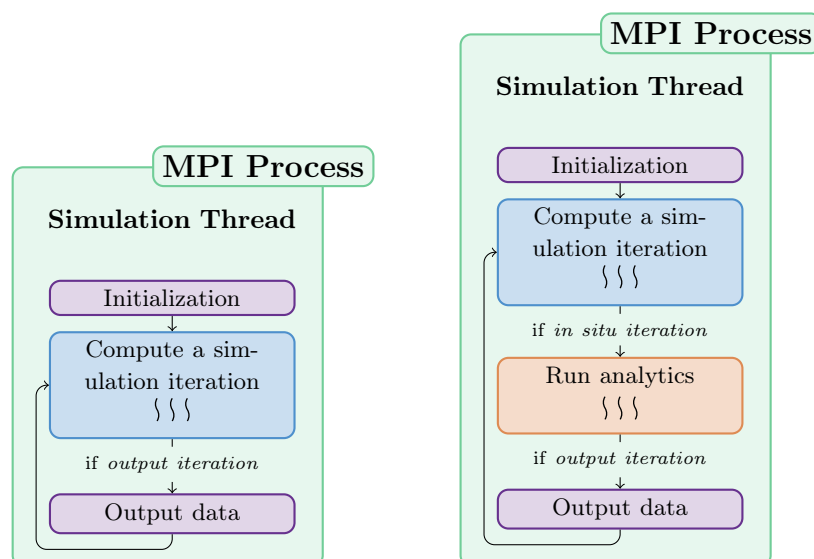 MPI Process
Simulation Thread
Initialization
Compute a sim-
ulation iteration
if output iteration
Output data
MPI Process
Simulation Thread
Initialization
Compute a sim-
ulation iteration
if in situ iteration
Run analytics
if output iteration
Output data